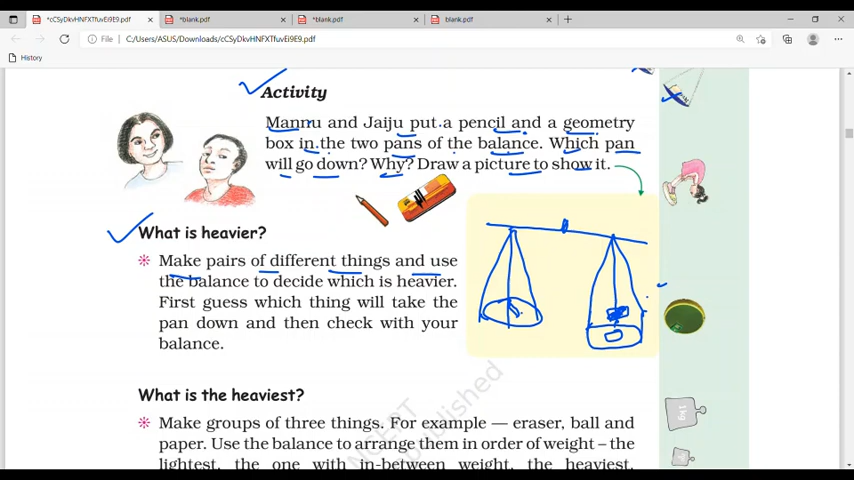 *cCSyDkvHNFXTfuvEi9E9.pdf
*blank.pdf
*blank.pdf
blank.pdf
File
C:/Users/ASUS/Downloads/cCSyDkvHNFXTfuvEi9E9.pdf
History
Activity
Mannu and Jaiju put a pencil and a geometry
box in the two pans of the balance. Which pan
will go down? Why? Draw a picture to show it.
What is heavier?
Make pairs of different things and use
the balance to decide which is heavier.
First guess which thing will take the
pan down and then check with your
balance.
What is the heaviest?
Make groups of three things. For example — eraser, ball and
paper. Use the balance to arrange them in order of weight – the
lightest, the one with in-between weight, the heaviest.
NCERT
published
1kg